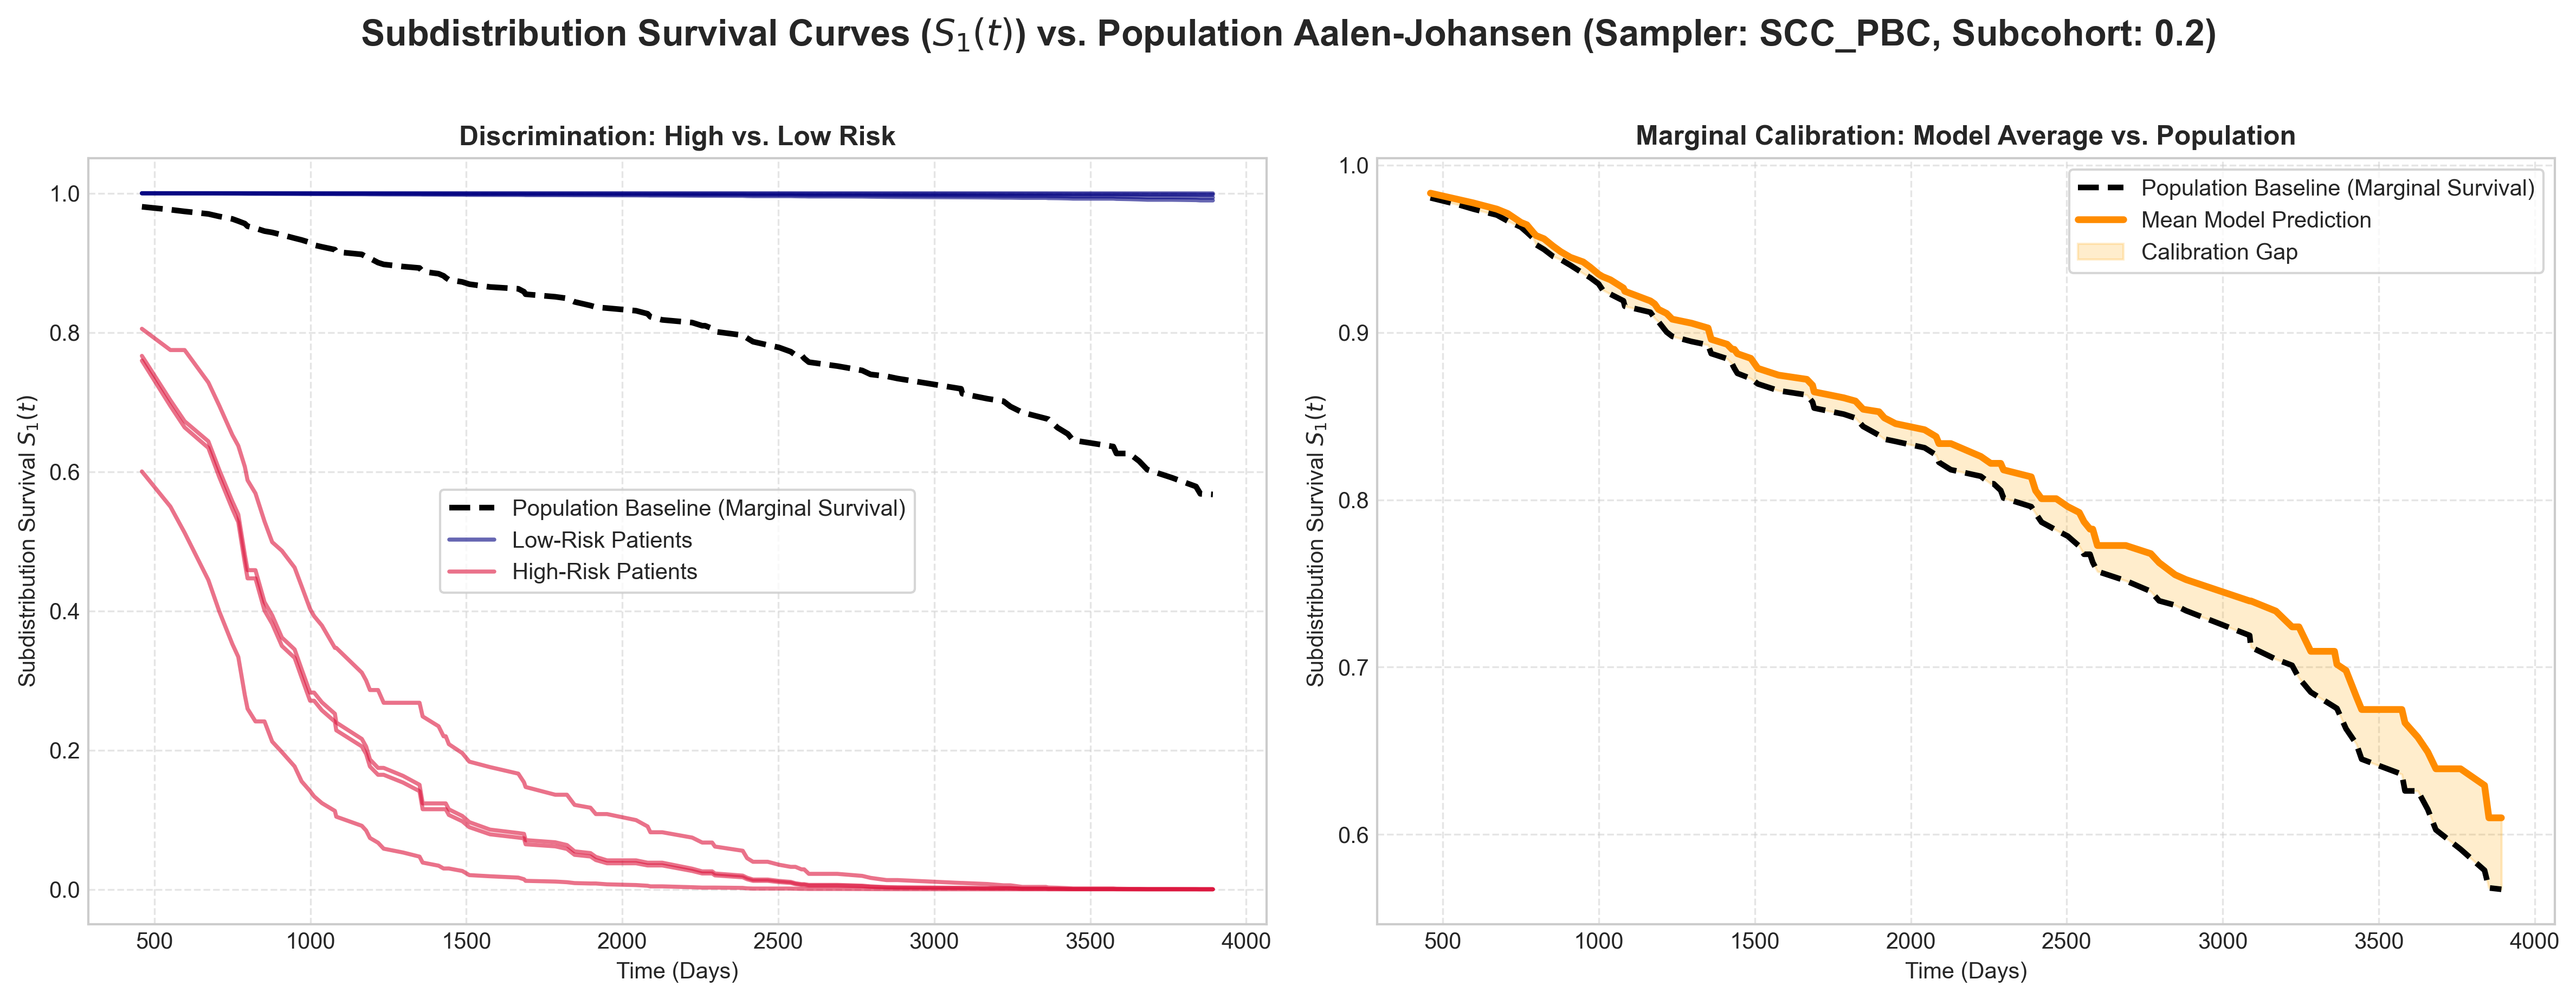 Subdistribution Survival Curves (S₁(t)) vs. Population Aalen-Johansen (Sampler: SCC_PBC, Subcohort: 0.2)
Discrimination: High vs. Low Risk
Subdistribution Survival S₁(t)
1.0
0.8
0.6
0.4
0.2
0.0
Population Baseline (Marginal Survival)
Low-Risk Patients
High-Risk Patients
500 1000 1500 2000 2500 3000 3500 4000
Time (Days)
Marginal Calibration: Model Average vs. Population
Subdistribution Survival S₁(t)
1.0
0.9
0.8
0.7
0.6
Population Baseline (Marginal Survival)
Mean Model Prediction
Calibration Gap
500 1000 1500 2000 2500 3000 3500 4000
Time (Days)